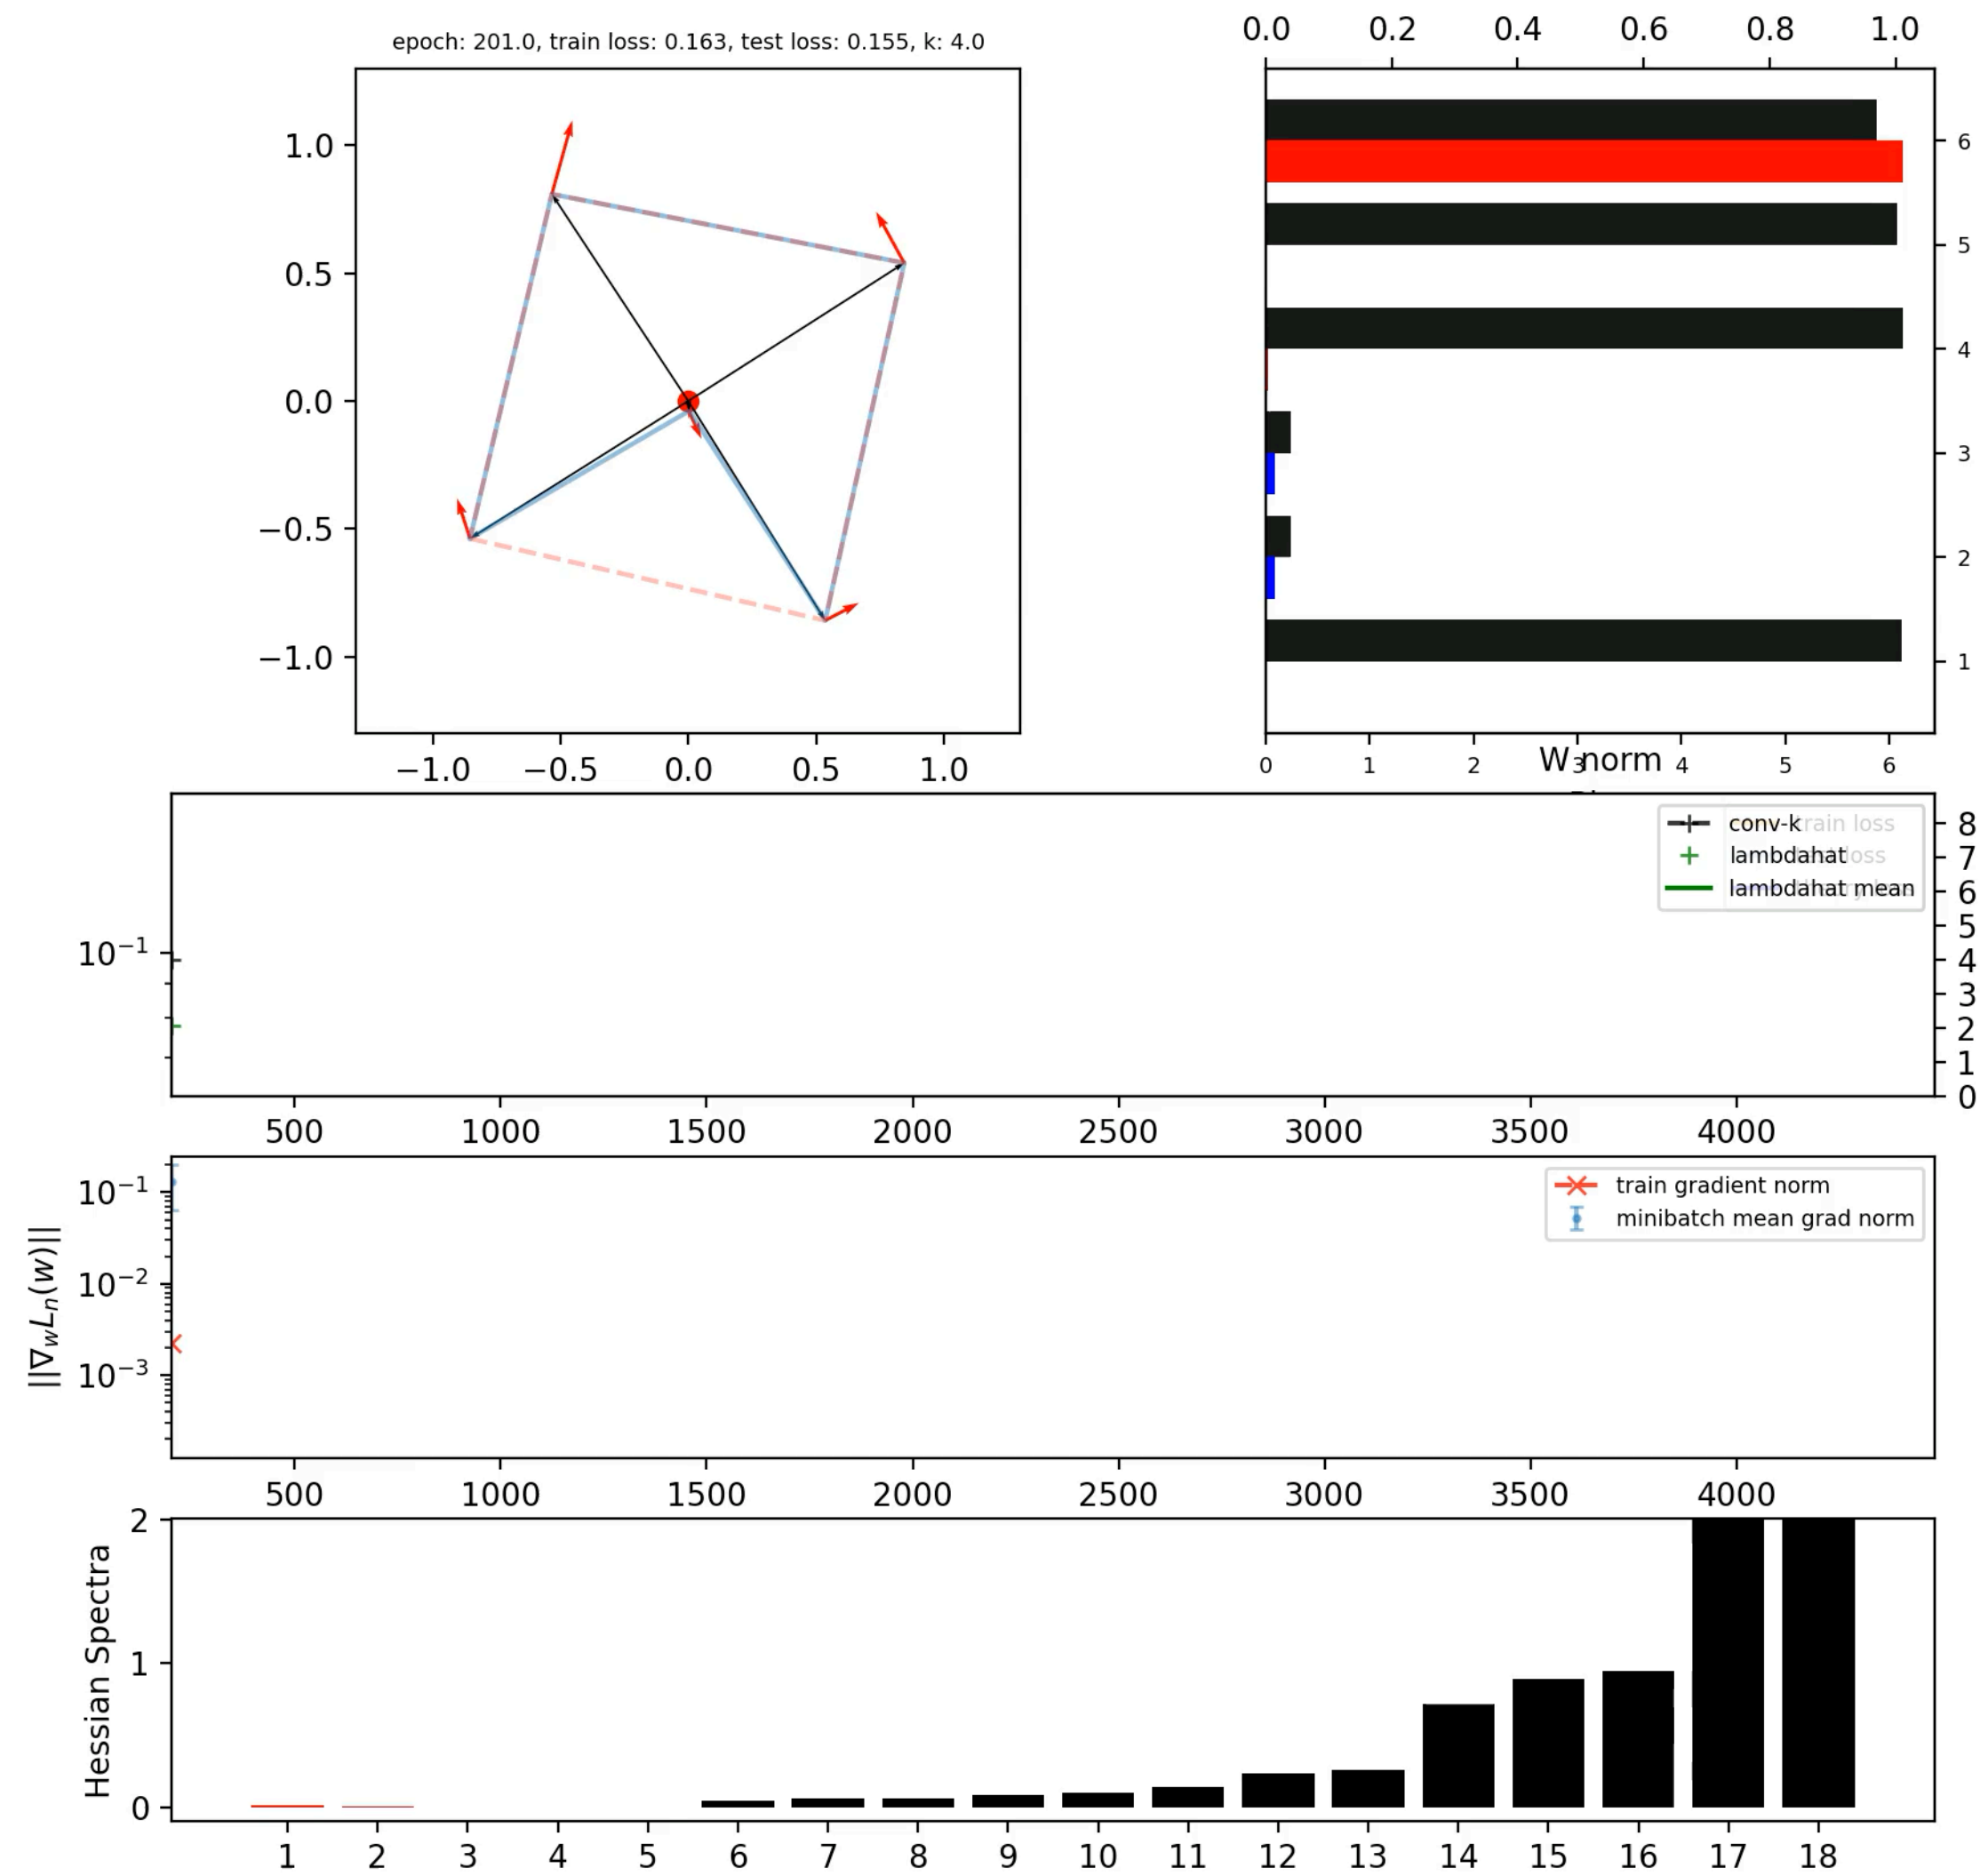 epoch: 201.0, train loss: 0.163, test loss: 0.155, k: 4.0
1.0
0.5
0.0
−0.5
−1.0
−1.0 −0.5 0.0 0.5 1.0
0.0 0.2 0.4 0.6 0.8 1.0
6
5
4
3
2
1
0 1 2 3 4 5 6
W norm
conv-k train loss
lambdahat loss
lambdahat mean
10⁻¹
8
7
6
5
4
3
2
1
0
500 1000 1500 2000 2500 3000 3500 4000
||∇wLn(w)||
10⁻¹
10⁻²
10⁻³
train gradient norm
minibatch mean grad norm
500 1000 1500 2000 2500 3000 3500 4000
Hessian Spectra
2
1
0
1 2 3 4 5 6 7 8 9 10 11 12 13 14 15 16 17 18